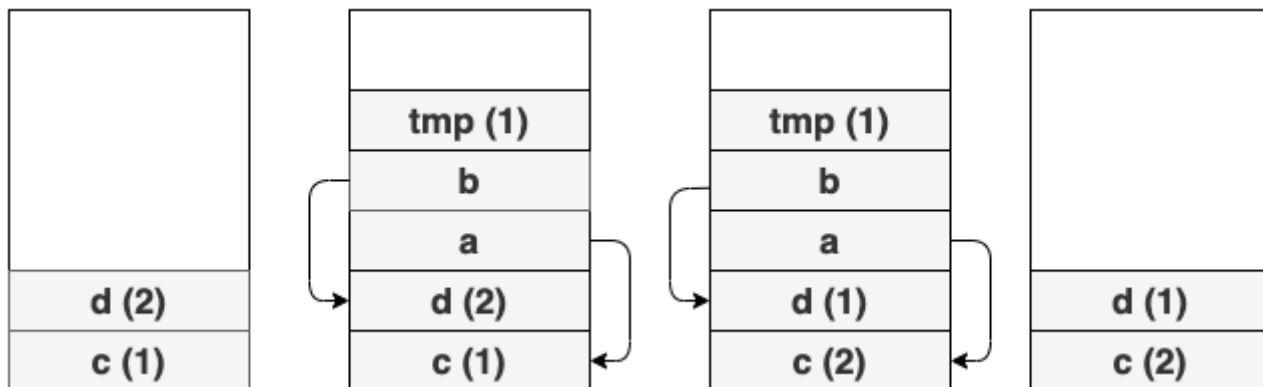 d (2)
c (1)
tmp (1)
b
a
d (2)
c (1)
tmp (1)
b
a
d (1)
c (2)
d (1)
c (2)